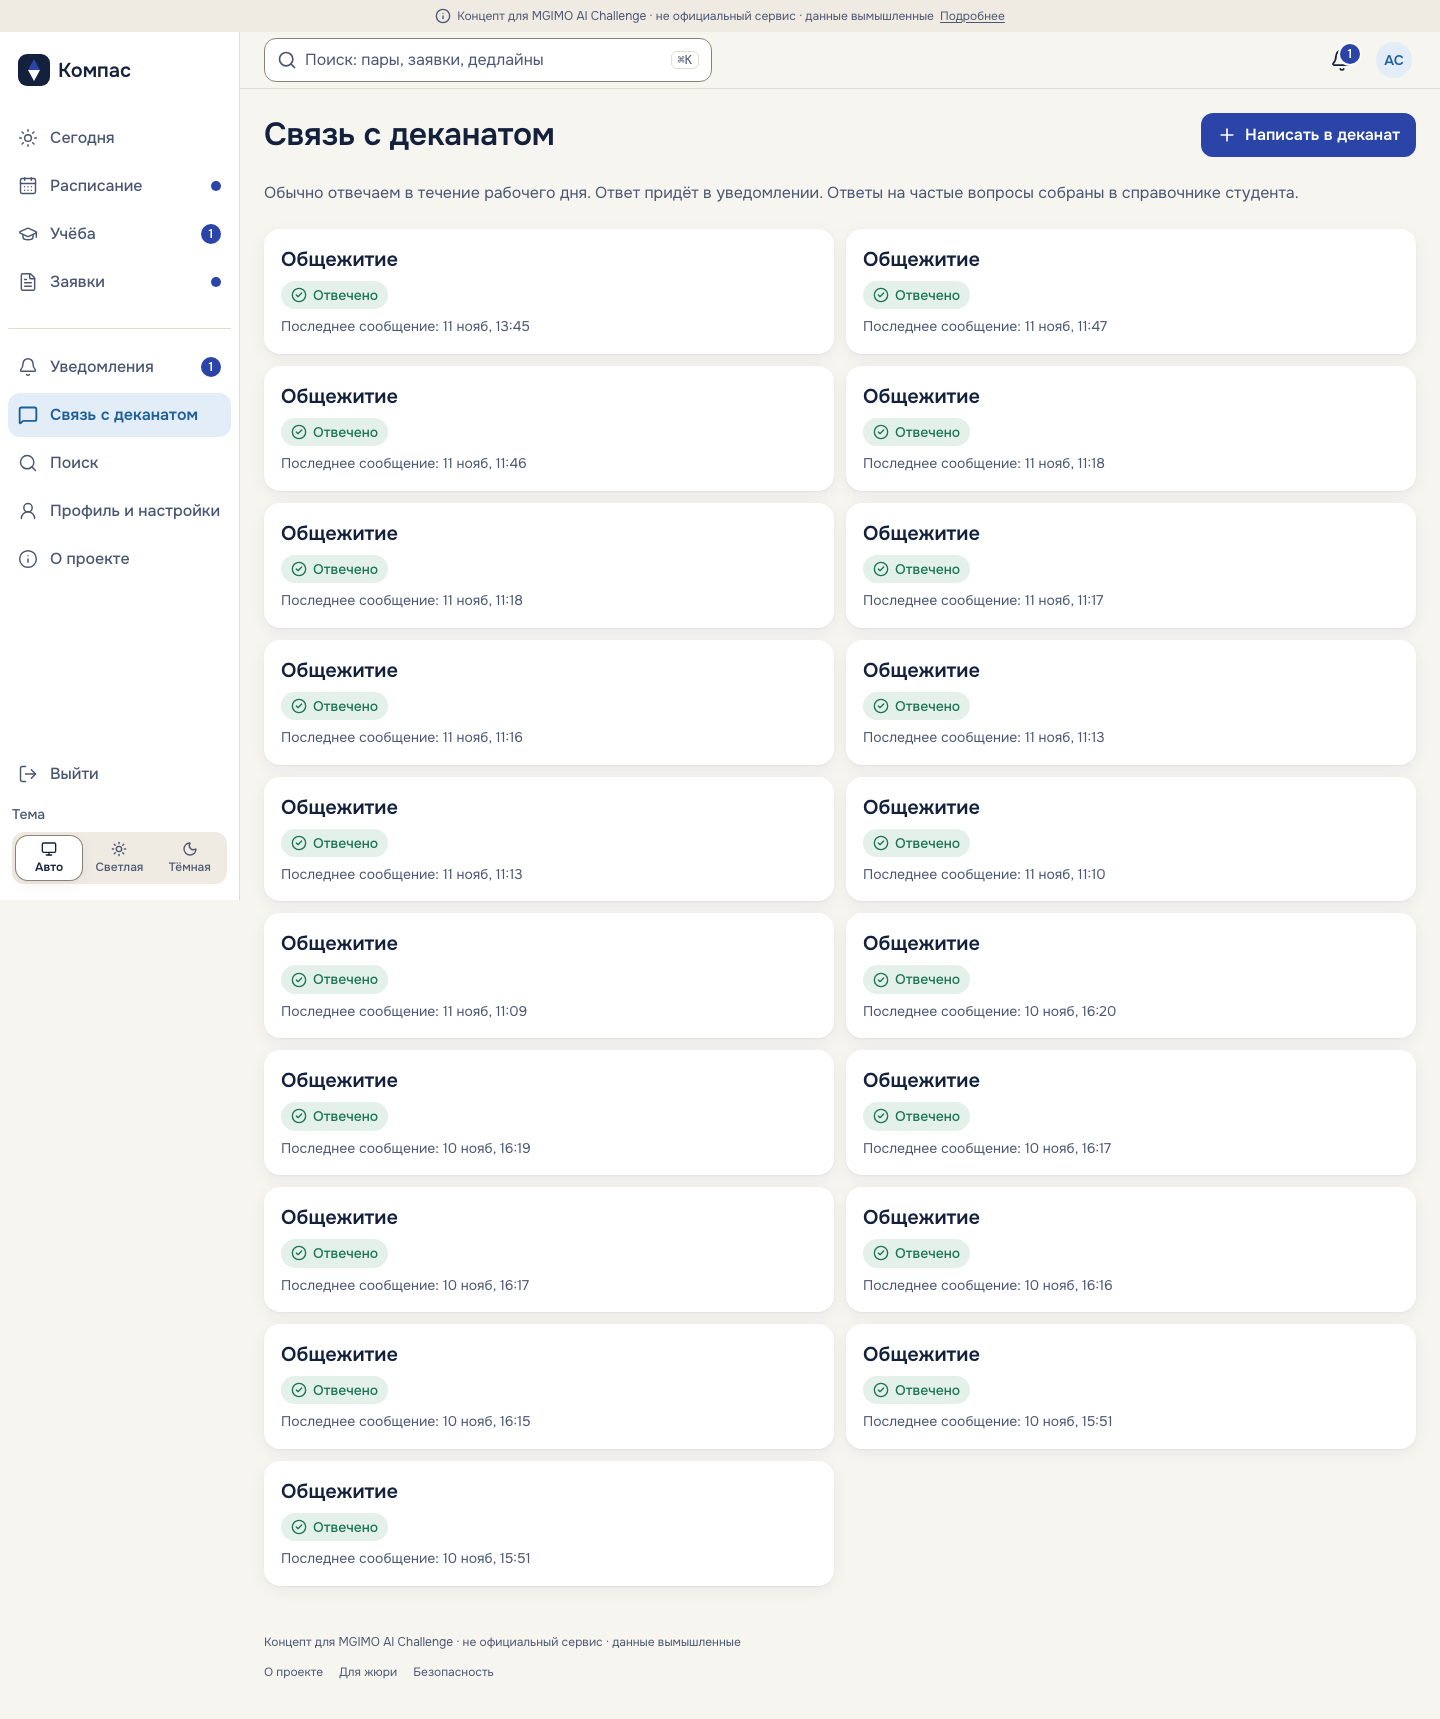 Концепт для MGIMO AI Challenge · не официальный сервис · данные вымышленные Подробнее
Компас
Поиск: пары, заявки, дедлайны
⌘K
1
АС
Сегодня
Расписание
Учёба
1
Заявки
Уведомления
1
Связь с деканатом
Поиск
Профиль и настройки
О проекте
Выйти
Тема
Авто
Светлая
Тёмная
Связь с деканатом
Написать в деканат
Обычно отвечаем в течение рабочего дня. Ответ придёт в уведомлении. Ответы на частые вопросы собраны в справочнике студента.
Общежитие
Отвечено
Последнее сообщение: 11 нояб, 13:45
Общежитие
Отвечено
Последнее сообщение: 11 нояб, 11:47
Общежитие
Отвечено
Последнее сообщение: 11 нояб, 11:46
Общежитие
Отвечено
Последнее сообщение: 11 нояб, 11:18
Общежитие
Отвечено
Последнее сообщение: 11 нояб, 11:18
Общежитие
Отвечено
Последнее сообщение: 11 нояб, 11:17
Общежитие
Отвечено
Последнее сообщение: 11 нояб, 11:16
Общежитие
Отвечено
Последнее сообщение: 11 нояб, 11:13
Общежитие
Отвечено
Последнее сообщение: 11 нояб, 11:13
Общежитие
Отвечено
Последнее сообщение: 11 нояб, 11:10
Общежитие
Отвечено
Последнее сообщение: 11 нояб, 11:09
Общежитие
Отвечено
Последнее сообщение: 10 нояб, 16:20
Общежитие
Отвечено
Последнее сообщение: 10 нояб, 16:19
Общежитие
Отвечено
Последнее сообщение: 10 нояб, 16:17
Общежитие
Отвечено
Последнее сообщение: 10 нояб, 16:17
Общежитие
Отвечено
Последнее сообщение: 10 нояб, 16:16
Общежитие
Отвечено
Последнее сообщение: 10 нояб, 16:15
Общежитие
Отвечено
Последнее сообщение: 10 нояб, 15:51
Общежитие
Отвечено
Последнее сообщение: 10 нояб, 15:51
Концепт для MGIMO AI Challenge · не официальный сервис · данные вымышленные
О проекте Для жюри Безопасность